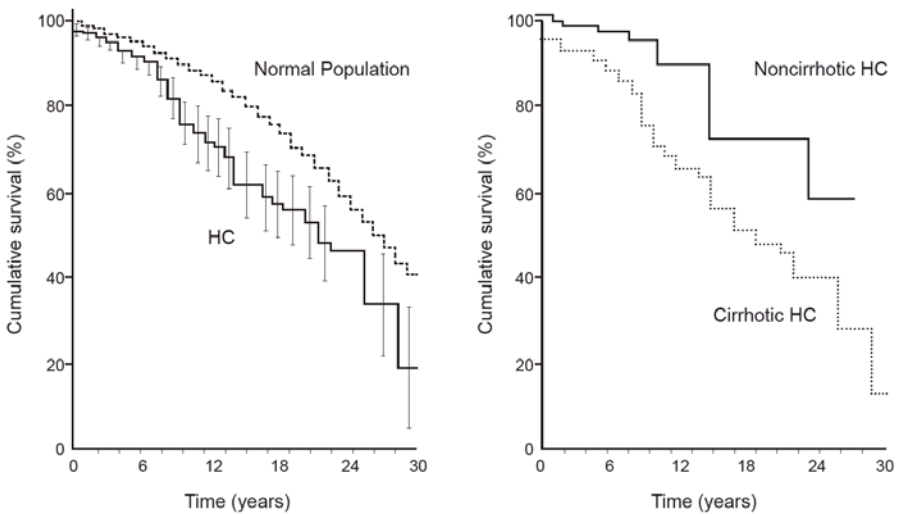 100
80
60
40
20
0
0 6 12 18 24 30
Cumulative survival (%)
Time (years)
Normal Population
HC
100
80
60
40
20
0
0 6 12 18 24 30
Cumulative survival (%)
Time (years)
Noncirrhotic HC
Cirrhotic HC